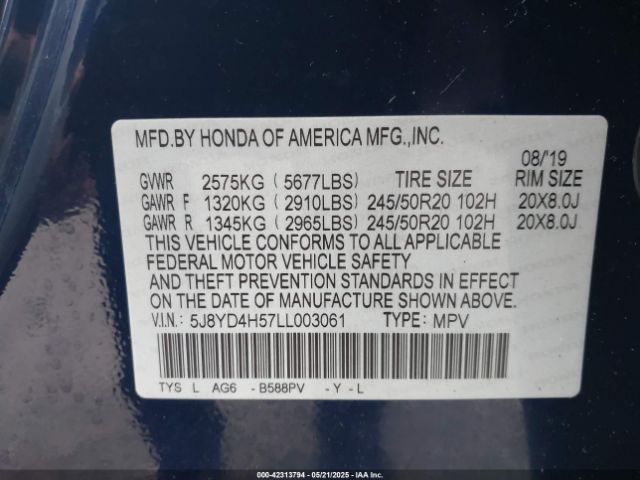 MFD.BY HONDA OF AMERICA MFG.,INC.
08/'19
GVWR 2575KG ( 5677LBS) TIRE SIZE RIM SIZE
GAWR F 1320KG ( 2910LBS) 245/50R20 102H 20X8.0J
GAWR R 1345KG ( 2965LBS) 245/50R20 102H 20X8.0J
THIS VEHICLE CONFORMS TO ALL APPLICABLE
FEDERAL MOTOR VEHICLE SAFETY
AND THEFT PREVENTION STANDARDS IN EFFECT
ON THE DATE OF MANUFACTURE SHOWN ABOVE.
V.I.N.: 5J8YD4H57LL003061 TYPE: MPV
TYS L AG6 - B588PV - Y - L
000-42313794 - 05/21/2025 - IAA Inc.